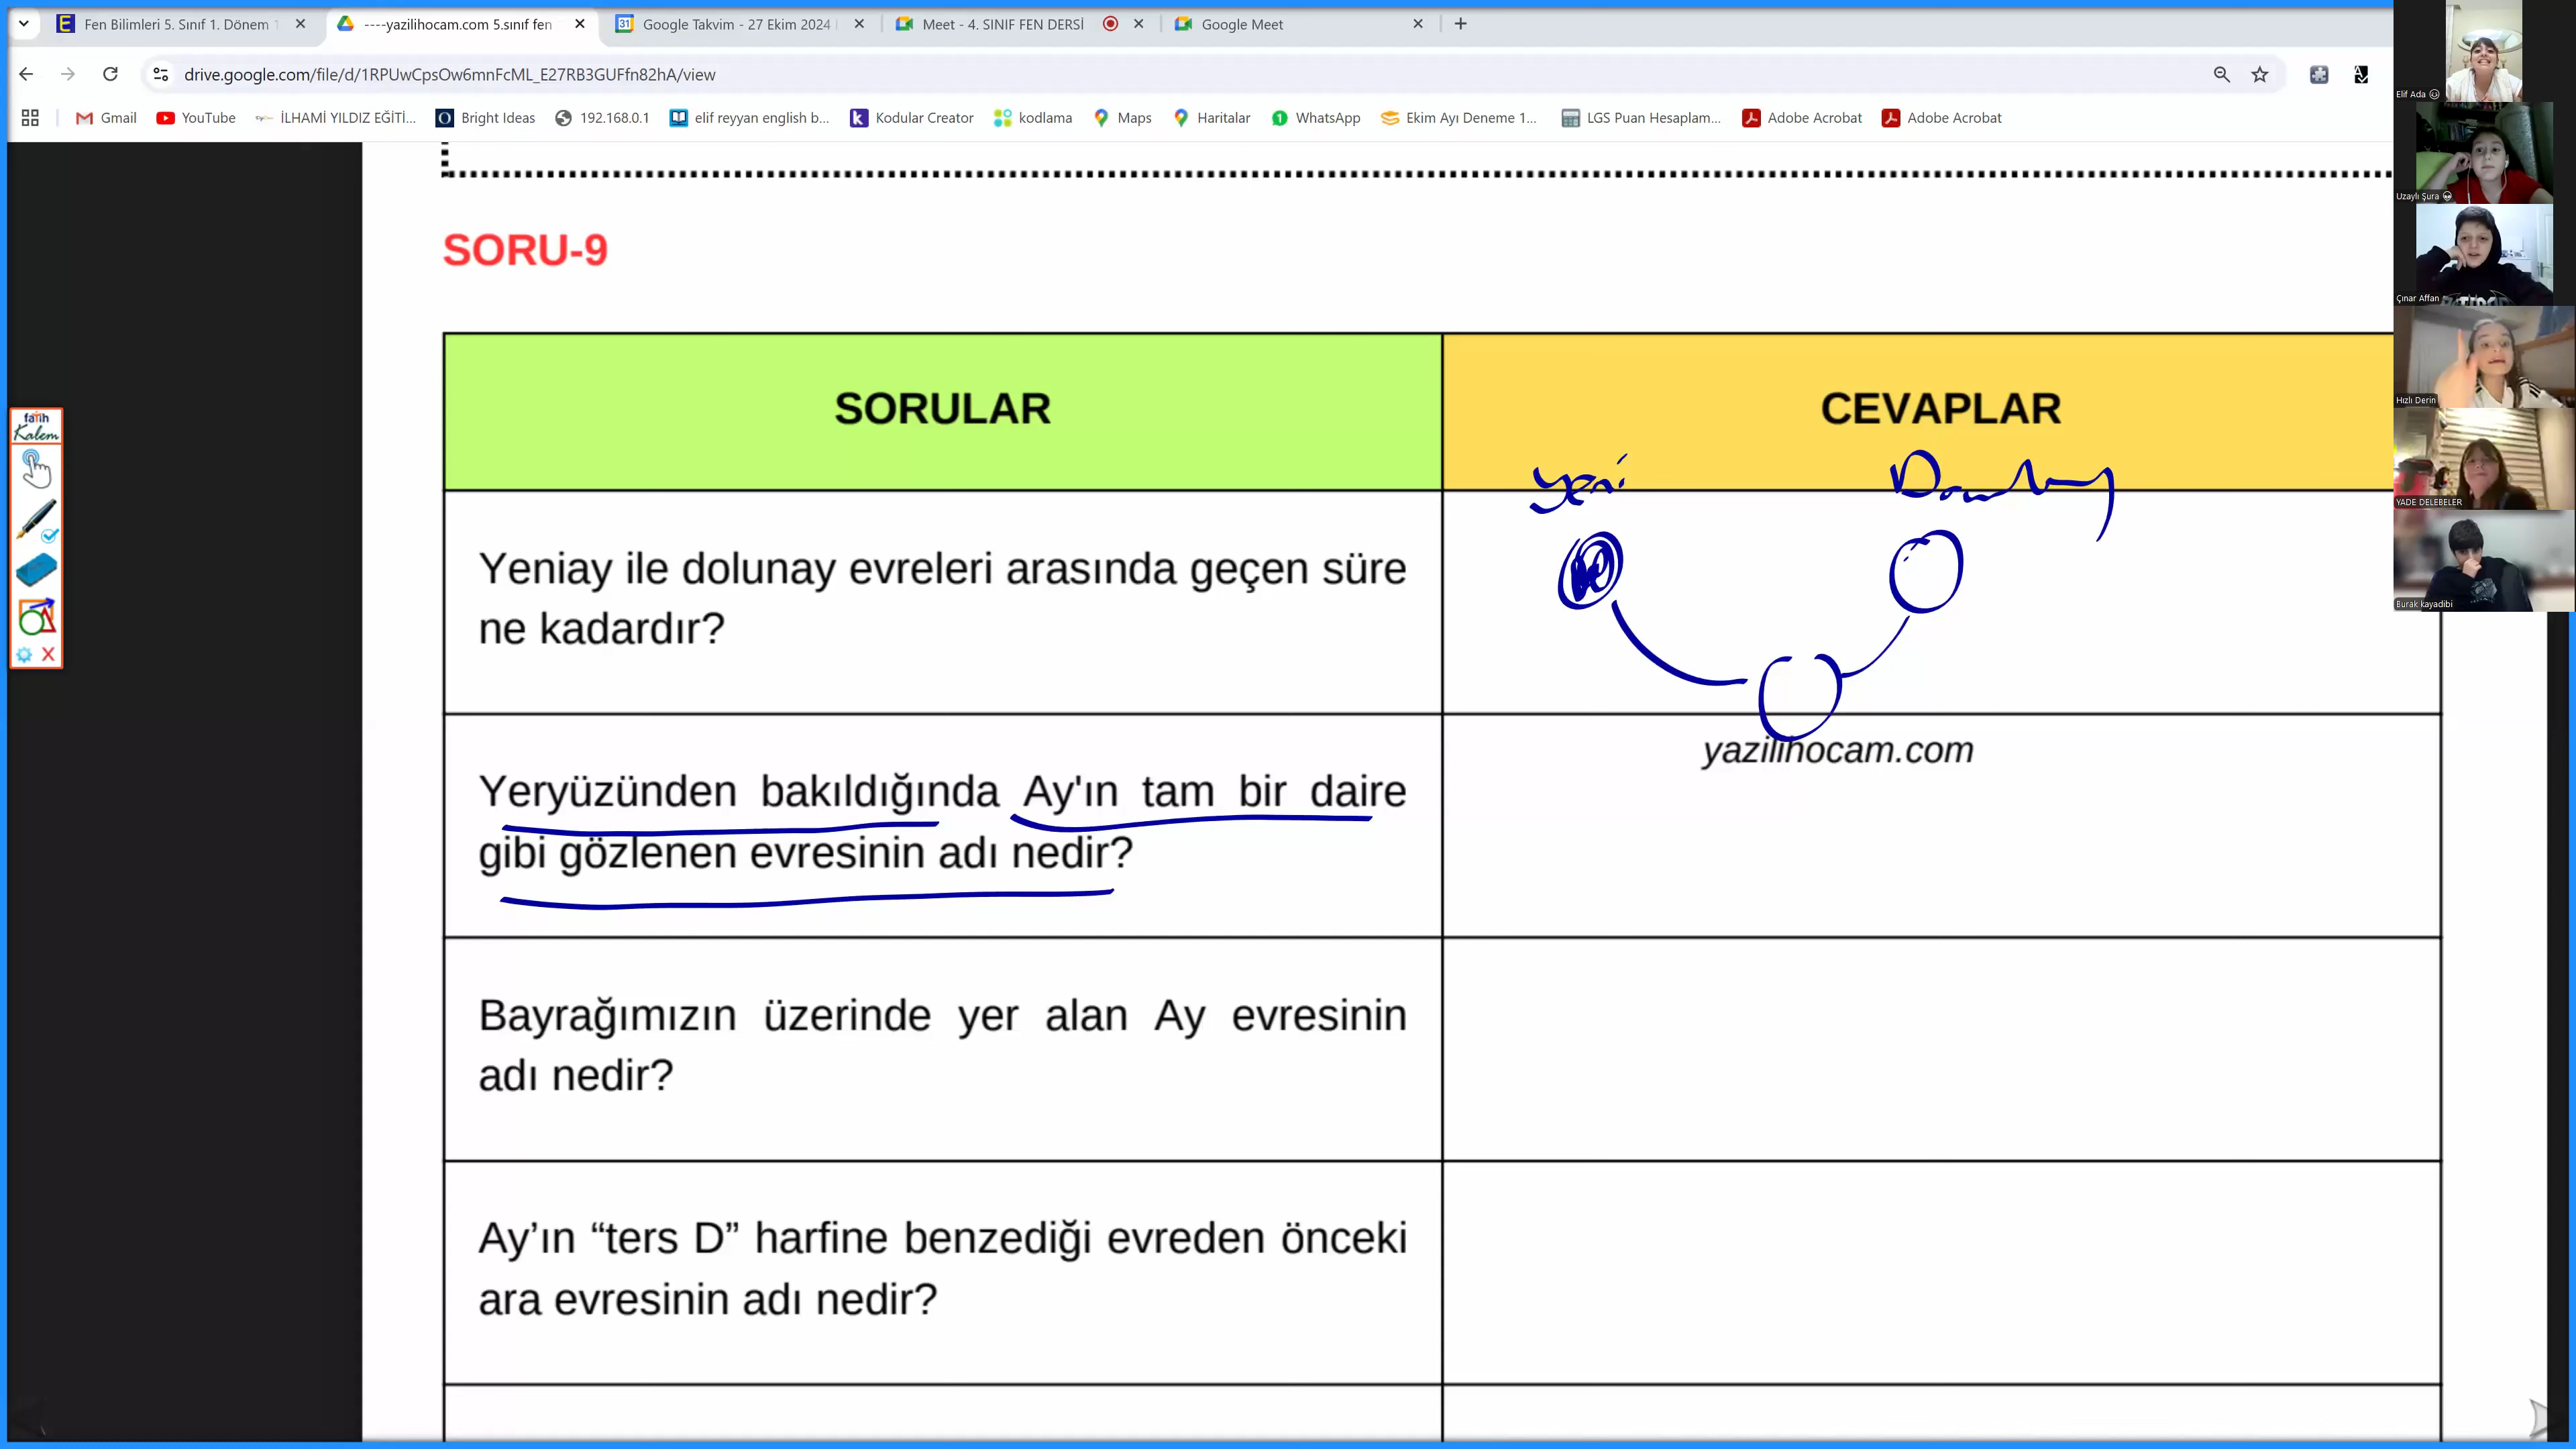 Fen Bilimleri 5. Sınıf 1. Dönem 1
----yazilihocam.com 5.sınıf fen
Google Takvim - 27 Ekim 2024
Meet - 4. SINIF FEN DERSİ
Google Meet
drive.google.com/file/d/1RPUwCpsOw6mnFcML_E27RB3GUFfn82hA/view
Gmail
YouTube
İLHAMİ YILDIZ EĞİTİ...
Bright Ideas
192.168.0.1
elif reyyan english b...
Kodular Creator
kodlama
Maps
Haritalar
WhatsApp
Ekim Ayı Deneme 1...
LGS Puan Hesaplam...
Adobe Acrobat
Adobe Acrobat
Elif Ada
Uzaylı Şura
Çınar Affan
Hızlı Derin
YADE DELEBELER
Burak kayadibi
fatih
Kalem
SORU-9
SORULAR
CEVAPLAR
yeni
Yeniay ile dolunay evreleri arasında geçen süre
ne kadardır?
Yeryüzünden bakıldığında Ay'ın tam bir daire
gibi gözlenen evresinin adı nedir?
yazilihocam.com
Bayrağımızın üzerinde yer alan Ay evresinin
adı nedir?
Ay’ın “ters D” harfine benzediği evreden önceki
ara evresinin adı nedir?